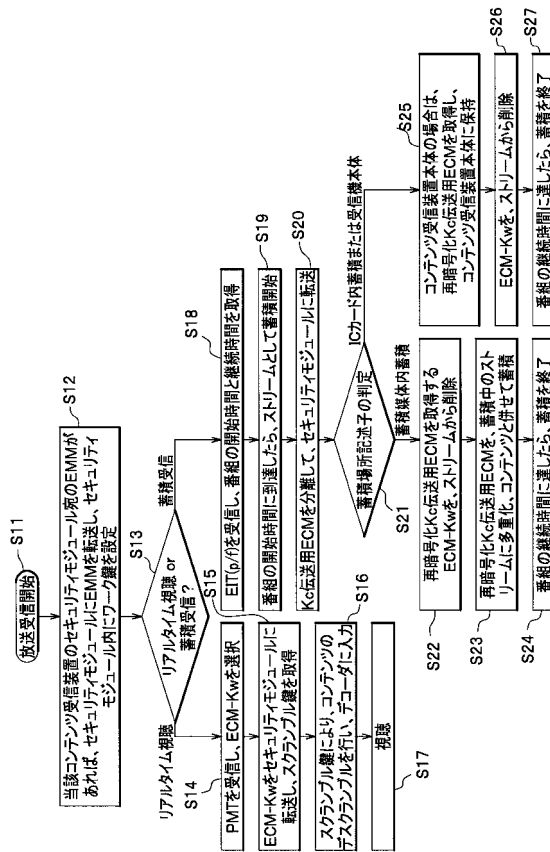 S11
放送受信開始
S12
当該コンテンツ受信装置のセキュリティモジュール宛のEMMが
あれば、セキュリティモジュールにEMMを転送し、セキュリティ
モジュール内にワーク鍵を設定
S13
リアルタイム視聴 or
蓄積受信?
リアルタイム視聴
蓄積受信
S14
PMTを受信し、ECM-Kwを選択
S15
ECM-Kwをセキュリティモジュールに
転送し、スクランブル鍵を取得
S16
スクランブル鍵により、コンテンツの
デスクランブルを行い、デコーダに入力
S17
視聴
S18
EIT(p/f)を受信し、番組の開始時間と継続時間を取得
S19
番組の開始時間に到達したら、ストリームとして蓄積開始
S20
Kc伝送用ECMを分離して、セキュリティモジュールに転送
S21
蓄積場所記述子の判定
蓄積媒体内蓄積
ICカード内蓄積または受信機本体
S22
再暗号化Kc伝送用ECMを取得する
ECM-Kwを、ストリームから削除
S23
再暗号化Kc伝送用ECMを、蓄積中のスト
リームに多重化、コンテンツと併せて蓄積
S24
番組の継続時間に達したら、蓄積を終了
S25
コンテンツ受信装置本体の場合は、
再暗号化Kc伝送用ECMを取得し、
コンテンツ受信装置本体に保持
S26
ECM-Kwを、ストリームから削除
S27
番組の継続時間に達したら、蓄積を終了